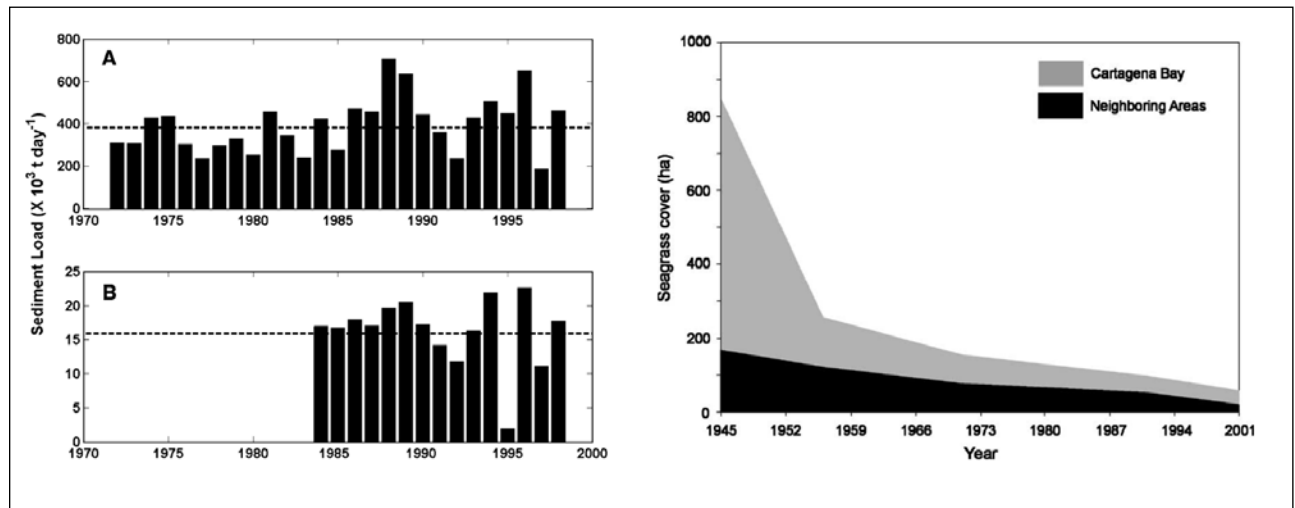 A
Sediment Load (X 10³ t day⁻¹)
800
600
400
200
0
1970 1975 1980 1985 1990 1995 2000
B
25
20
15
10
5
0
1970 1975 1980 1985 1990 1995 2000
Seagrass cover (ha)
1000
800
600
400
200
0
Cartagena Bay
Neighboring Areas
1945 1952 1959 1966 1973 1980 1987 1994 2001
Year